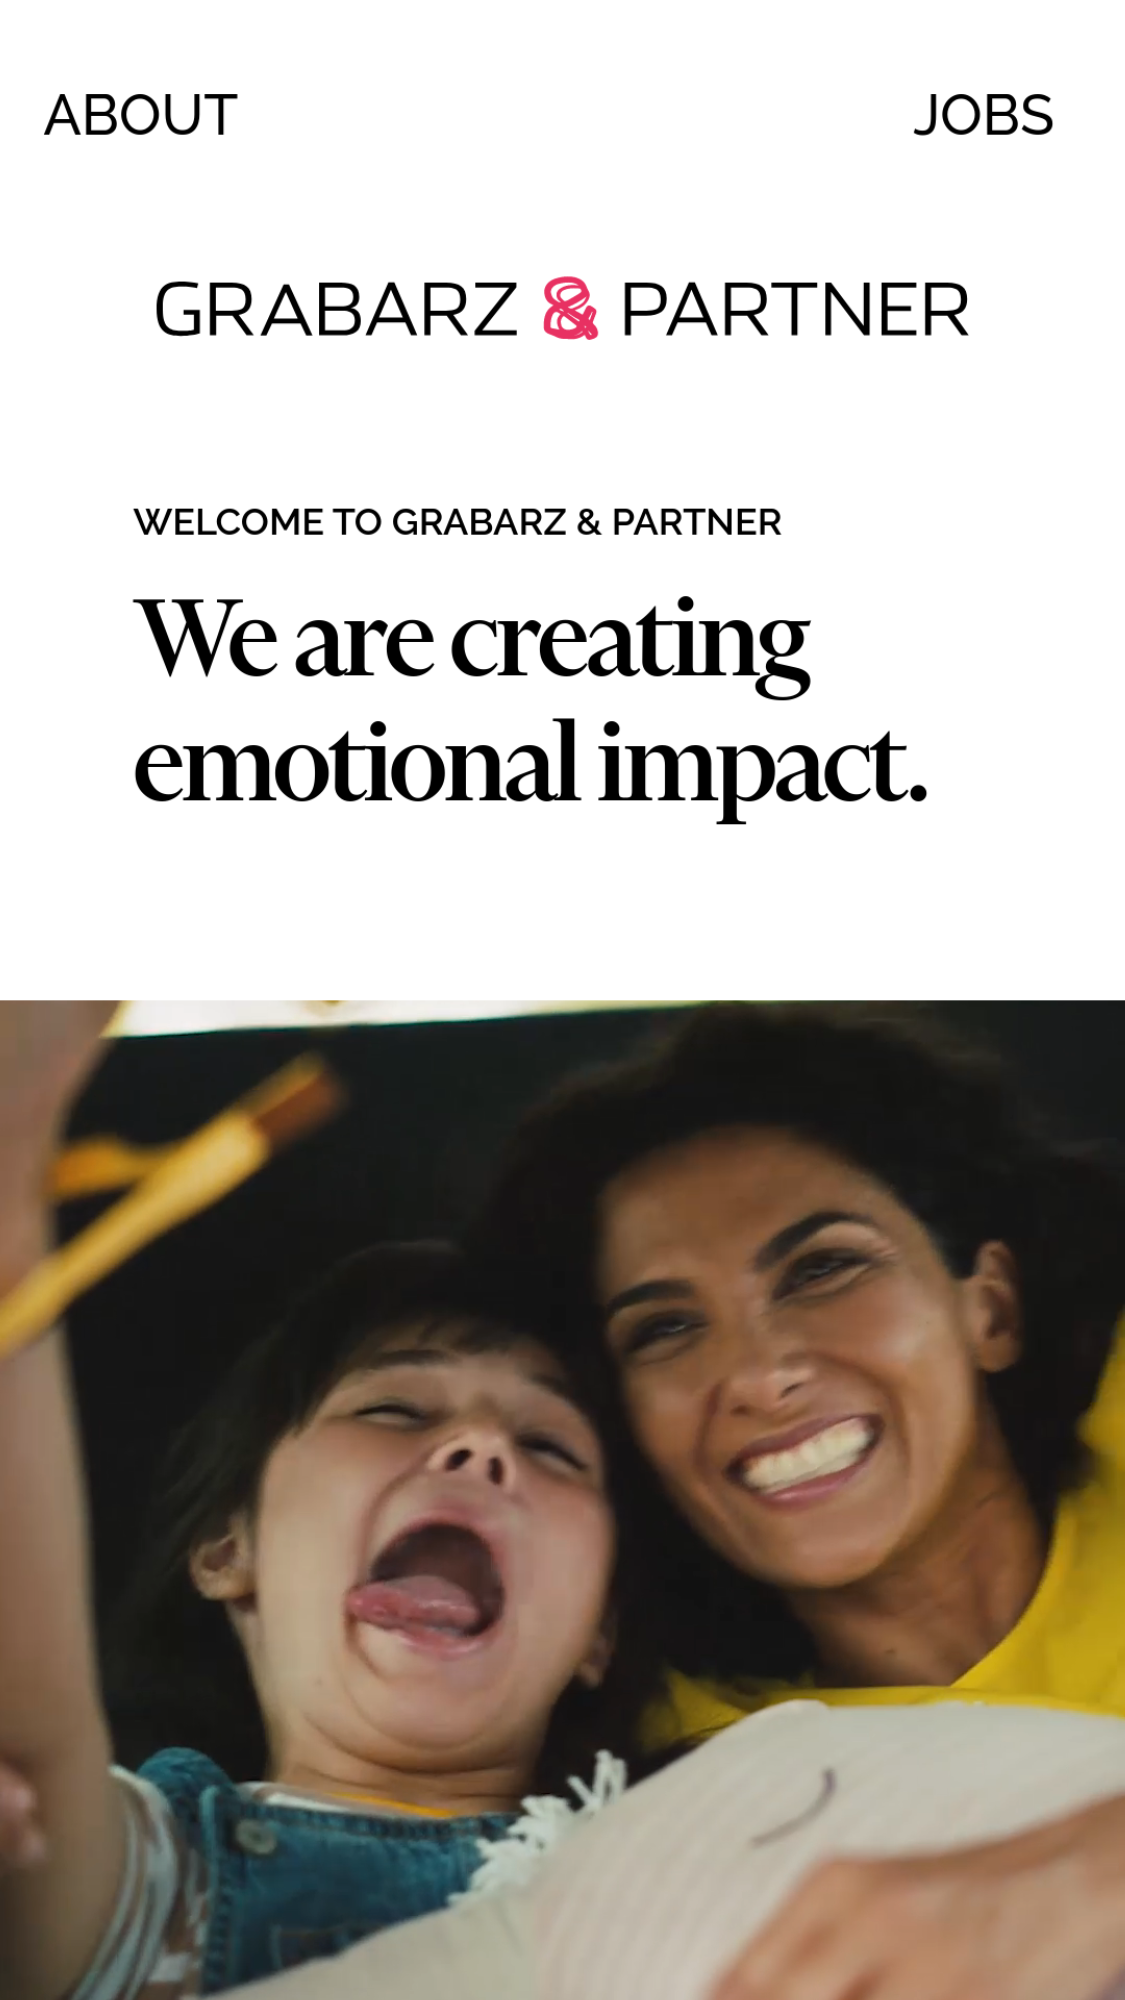 ABOUT
JOBS
GRABARZ & PARTNER
WELCOME TO GRABARZ & PARTNER
We are creating
emotional impact.